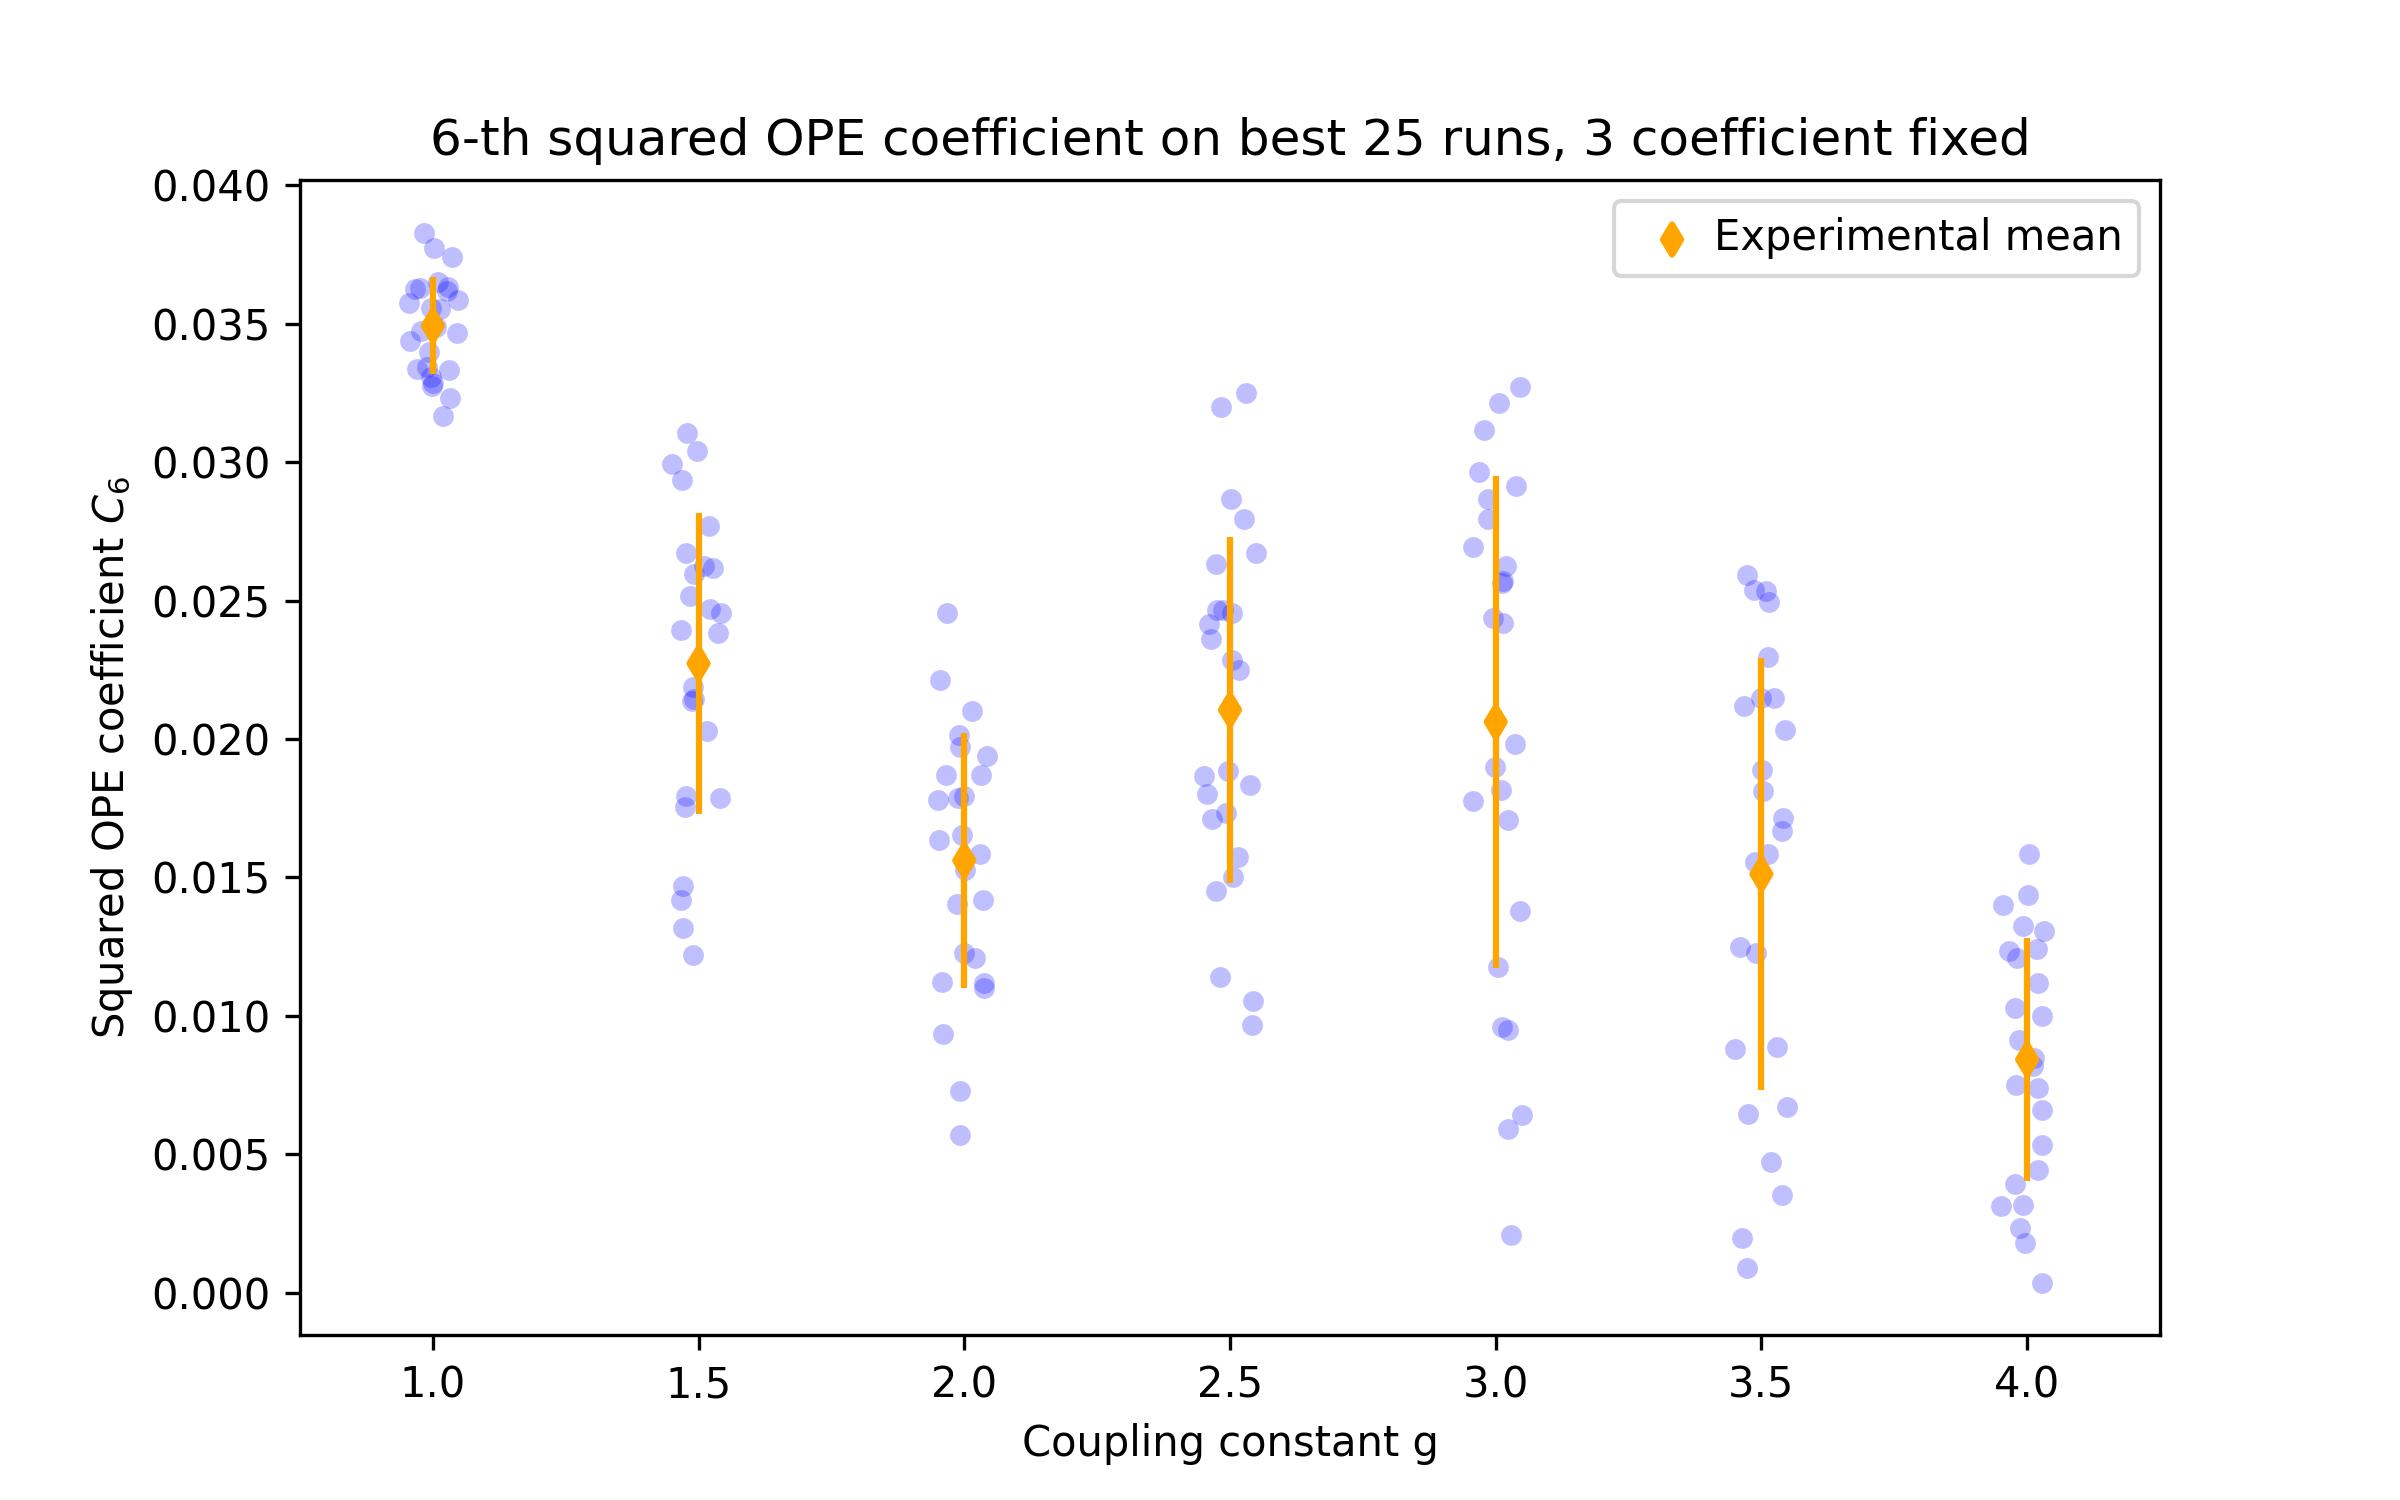 6-th squared OPE coefficient on best 25 runs, 3 coefficient fixed
Experimental mean
Squared OPE coefficient C₆
0.040
0.035
0.030
0.025
0.020
0.015
0.010
0.005
0.000
1.0 1.5 2.0 2.5 3.0 3.5 4.0
Coupling constant g